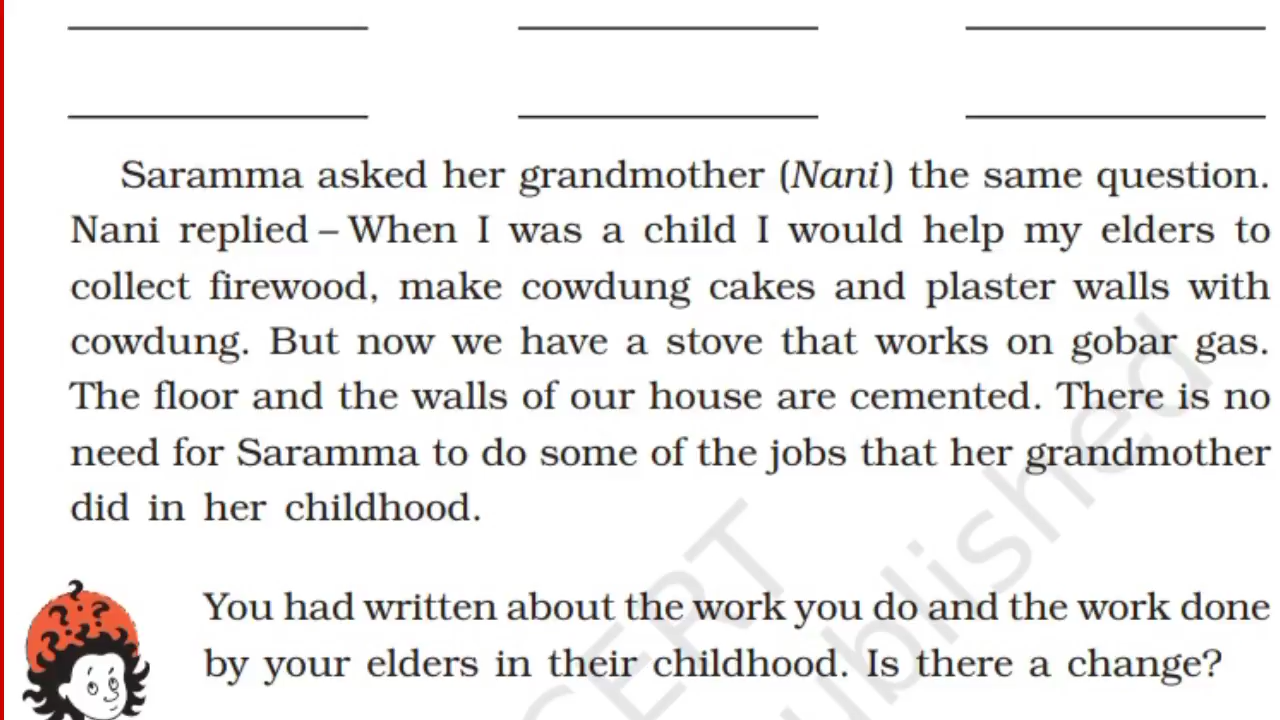 Saramma asked her grandmother (Nani) the same question.
Nani replied – When I was a child I would help my elders to
collect firewood, make cowdung cakes and plaster walls with
cowdung. But now we have a stove that works on gobar gas.
The floor and the walls of our house are cemented. There is no
need for Saramma to do some of the jobs that her grandmother
did in her childhood.
You had written about the work you do and the work done
by your elders in their childhood. Is there a change?